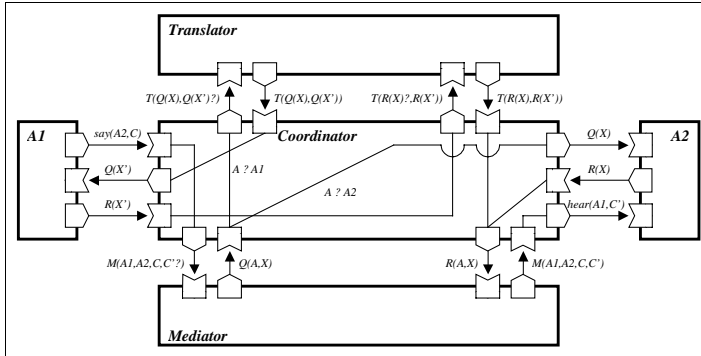 Translator
T(Q(X),Q(X')?)
T(Q(X),Q(X'))
T(R(X)?,R(X'))
T(R(X),R(X'))
A1
say(A2,C)
Coordinator
Q(X)
A2
Q(X')
A ? A1
R(X)
A ? A2
R(X')
hear(A1,C')
M(A1,A2,C,C'?)
Q(A,X)
R(A,X)
M(A1,A2,C,C')
Mediator